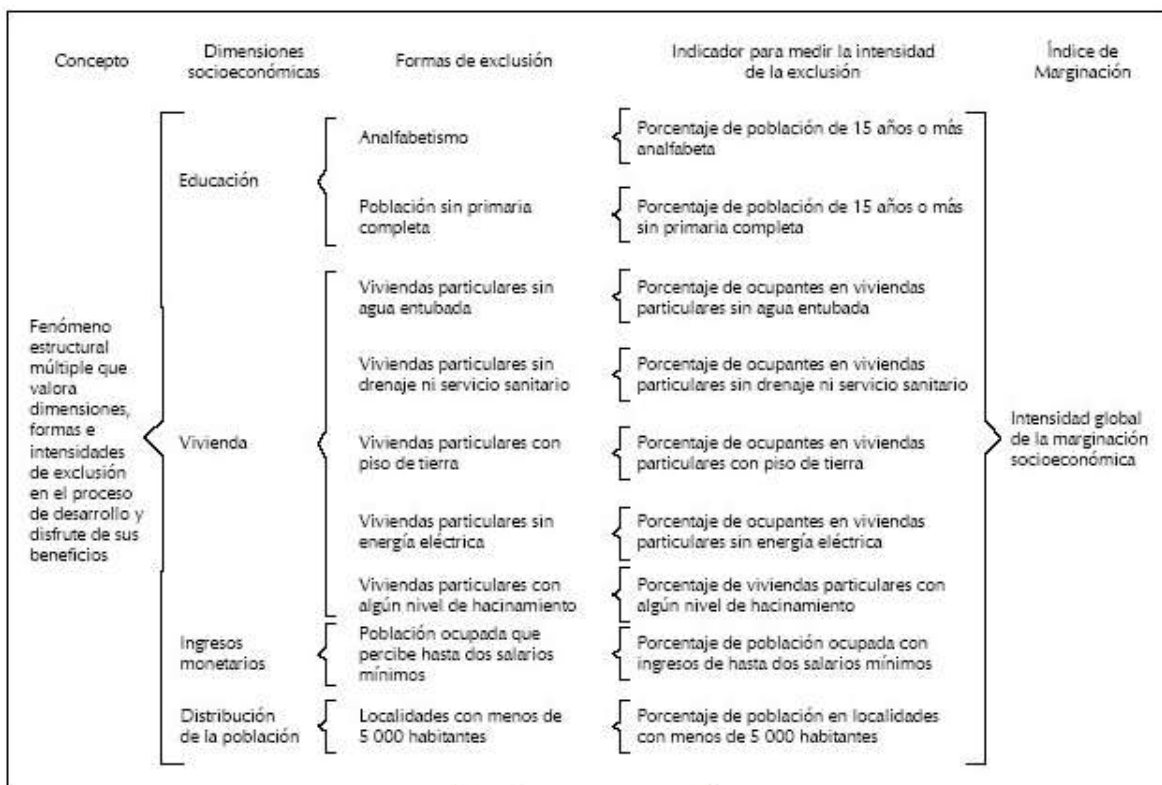 Concepto
Dimensiones
socioeconómicas
Formas de exclusión
Indicador para medir la intensidad
de la exclusión
Índice de
Marginación
Fenómeno
estructural
múltiple que
valora
dimensiones,
formas e
intensidades
de exclusión
en el proceso
de desarrollo y
disfrute de sus
beneficios
Educación
Analfabetismo
Porcentaje de población de 15 años o más
analfabeta
Población sin primaria
completa
Porcentaje de población de 15 años o más
sin primaria completa
Vivienda
Viviendas particulares sin
agua entubada
Porcentaje de ocupantes en viviendas
particulares sin agua entubada
Viviendas particulares sin
drenaje ni servicio sanitario
Porcentaje de ocupantes en viviendas
particulares sin drenaje ni servicio sanitario
Viviendas particulares con
piso de tierra
Porcentaje de ocupantes en viviendas
particulares con piso de tierra
Viviendas particulares sin
energía eléctrica
Porcentaje de ocupantes en viviendas
particulares sin energía eléctrica
Viviendas particulares con
algún nivel de hacinamiento
Porcentaje de viviendas particulares con
algún nivel de hacinamiento
Ingresos
monetarios
Población ocupada que
percibe hasta dos salarios
mínimos
Porcentaje de población ocupada con
ingresos de hasta dos salarios mínimos
Distribución
de la población
Localidades con menos de
5 000 habitantes
Porcentaje de población en localidades
con menos de 5 000 habitantes
Intensidad global
de la marginación
socioeconómica